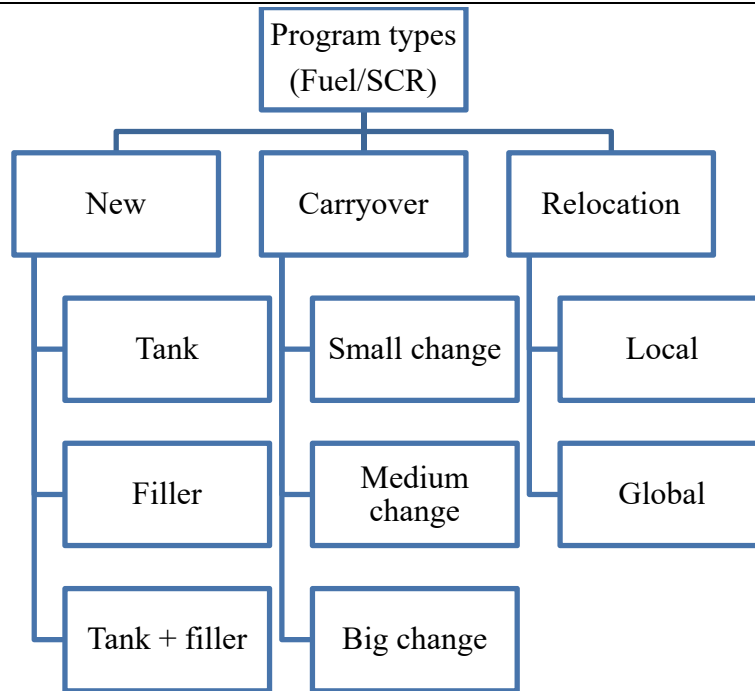 Program types
(Fuel/SCR)
New
Carryover
Relocation
Tank
Small change
Local
Filler
Medium
change
Global
Tank + filler
Big change